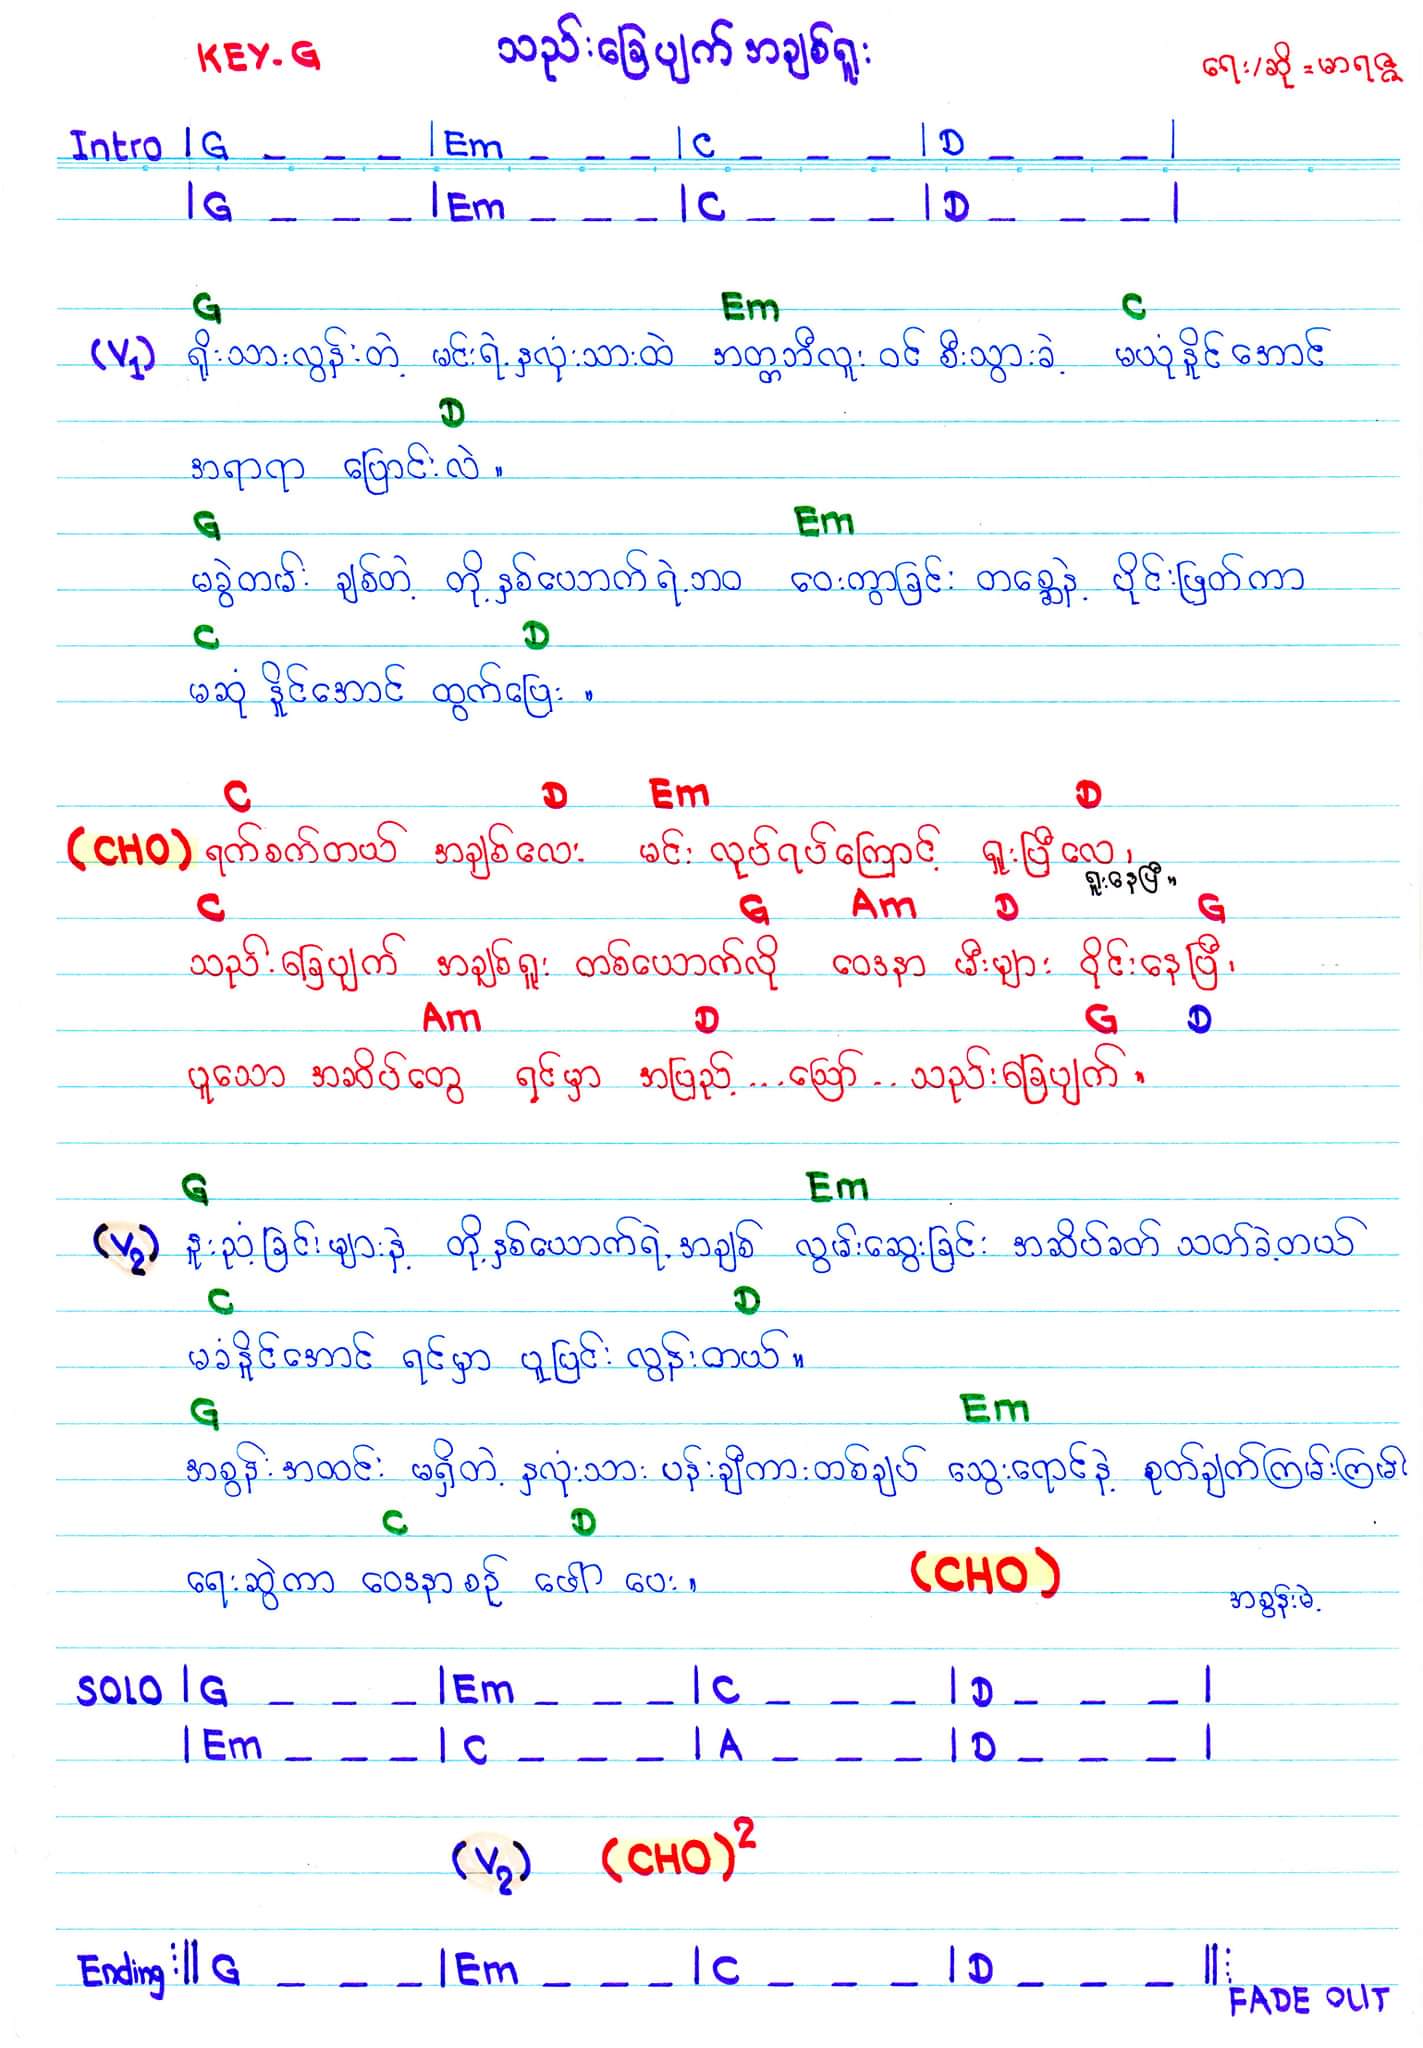 KEY-G သည်းခြေပျက်အချစ်ရူး ရေး/ဆို = မာရဇ္ဇ
Intro |G _ _ _ |Em _ _ _ |C _ _ _ |D _ _ _ |
|G _ _ _ |Em _ _ _ |C _ _ _ |D _ _ _ |
G Em C
(V1) ရိုးသားလွန်းတဲ့ မင်းရဲ့နှလုံးသားထဲ အတ္တဘီလူး ဝင်စီးသွားခဲ့ မယုံနိုင်အောင်
D
အရာရာ ပြောင်းလဲ။
G Em
မခွဲတမ်း ချစ်တဲ့ တို့နှစ်ယောက်ရဲ့ဘဝ ဝေးကွာခြင်း တစ္ဆေနဲ့ ပိုင်းဖြတ်ကာ
C D
မဆုံနိုင်အောင် ထွက်ပြေး။
C D Em D
(CHO) ရက်စက်တယ် အချစ်လေး မင်း လုပ်ရပ်ကြောင့် ရူးပြီလေ၊
ရူးနေပြီ။
C G Am D G
သည်းခြေပျက် အချစ်ရူး တစ်ယောက်လို ဝေဒနာ မီးများ ဝိုင်းနေပြီ၊
Am D G D
ပူသော အဆိပ်တွေ ရင်မှာ အပြည့်...ဪ..သည်းခြေပျက်။
G Em
(V2) နူးညံ့ခြင်းများနဲ့ တို့နှစ်ယောက်ရဲ့အချစ် လွမ်းဆွေးခြင်း အဆိပ်ခတ် သတ်ခဲ့တယ်
C D
မခံနိုင်အောင် ရင်မှာ ပူပြင်းလွန်းတယ်။
G Em
အစွန်းအထင်း မရှိတဲ့ နှလုံးသား ပန်းချီကားတစ်ချပ် သွေးရောင်နဲ့ စုတ်ချက်ကြမ်းကြမ်း
C D
ရေးဆွဲကာ ဝေဒနာစဉ် ဖော် ပေး။ (CHO) အစွန်းမဲ့
SOLO |G _ _ _ |Em _ _ _ |C _ _ _ |D _ _ _ |
|Em _ _ _ |C _ _ _ |A _ _ _ |D _ _ _ |
(V2) (CHO)2
Ending :||G _ _ _ |Em _ _ _ |C _ _ _ |D _ _ _ ||:
FADE OUT